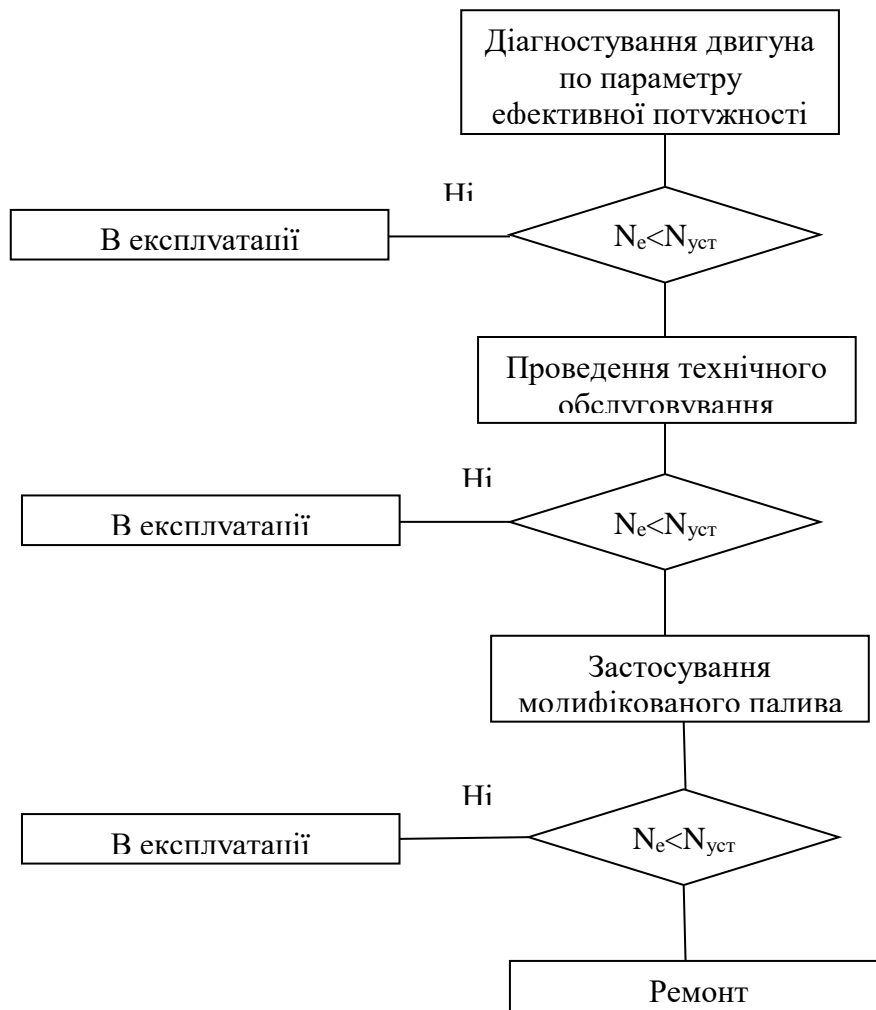 Діагностування двигуна
по параметру
ефективної потужності
Ні
В експлуатації
Nе<Nуст
Проведення технічного
обслуговування
Ні
В експлуатації
Nе<Nуст
Застосування
модифікованого палива
Ні
В експлуатації
Nе<Nуст
Ремонт